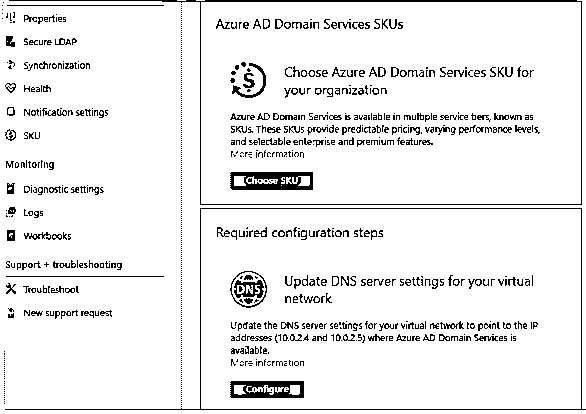 Properties
Secure LDAP
Synchronization
Health
Notification settings
SKU
Monitoring
Diagnostic settings
Logs
Workbooks
Support + troubleshooting
Troubleshoot
New support request
Azure AD Domain Services SKUs
Choose Azure AD Domain Services SKU for
your organization
Azure AD Domain Services is available in multiple service tiers, known as
SKUs. These SKUs provide predictable pricing, varying performance levels,
and selectable enterprise and premium features.
More information
Choose SKU
Required configuration steps
DNS
Update DNS server settings for your virtual
network
Update the DNS server settings for your virtual network to point to the IP
addresses (10.0.2.4 and 10.0.2.5) where Azure AD Domain Services is
available.
More information
Configure